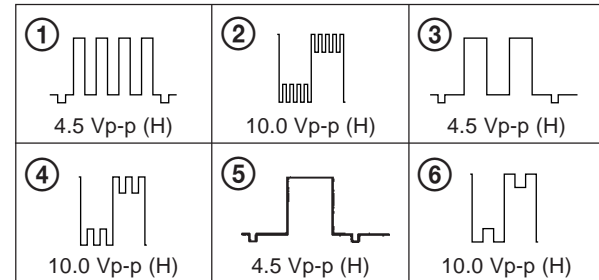 ① ② ③
4.5 Vp-p (H) 10.0 Vp-p (H) 4.5 Vp-p (H)
④ ⑤ ⑥
10.0 Vp-p (H) 4.5 Vp-p (H) 10.0 Vp-p (H)